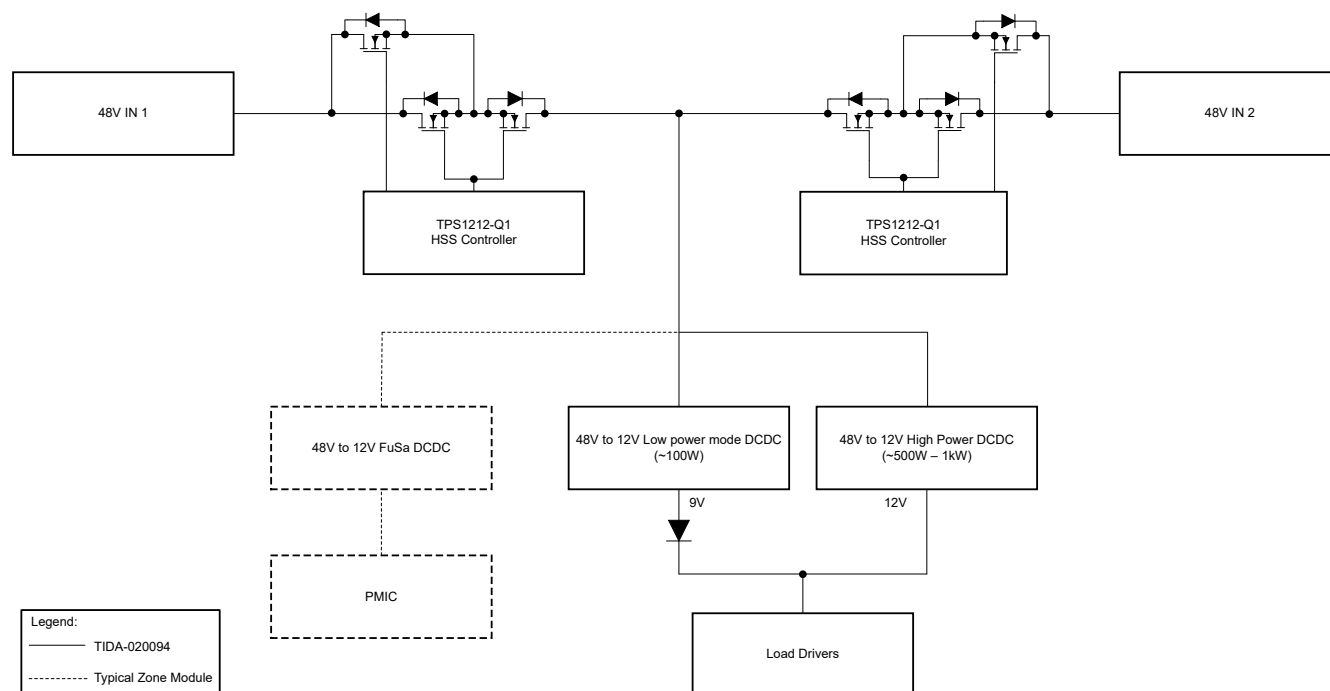 48V IN 1
48V IN 2
TPS1212-Q1
HSS Controller
TPS1212-Q1
HSS Controller
48V to 12V FuSa DCDC
48V to 12V Low power mode DCDC
(~100W)
48V to 12V High Power DCDC
(~500W – 1kW)
9V
12V
PMIC
Load Drivers
Legend:
TIDA-020094
Typical Zone Module